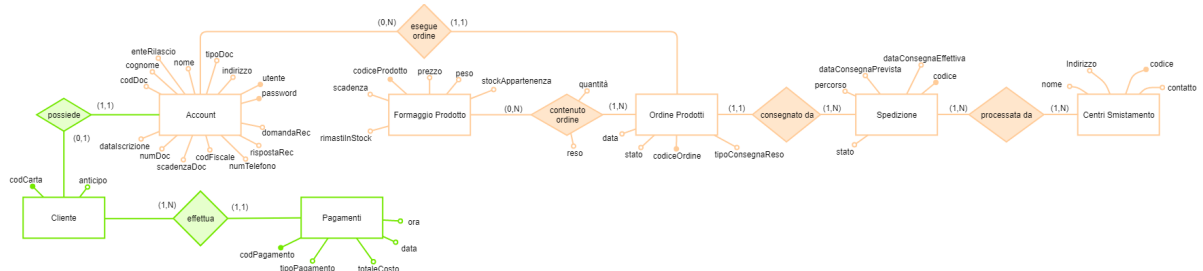 (0,N)
esegue
ordine
(1,1)
enteRilascio
tipoDoc
cognome
nome
indirizzo
codDoc
utente
password
codiceProdotto
prezzo
peso
stockAppartenenza
scadenza
quantità
dataConsegnaEffettiva
dataConsegnaPrevista
codice
percorso
Indirizzo
codice
nome
contatto
possiede
(1,1)
Account
Formaggio Prodotto
(0,N)
contenuto
ordine
(1,N)
Ordine Prodotti
(1,1)
consegnato da
(1,N)
Spedizione
(1,N)
processata da
(1,N)
Centri Smistamento
(0,1)
domandaRec
rispostaRec
dataIscrizione
numDoc
scadenzaDoc
codFiscale
numTelefono
rimastiInStock
reso
data
stato
codiceOrdine
tipoConsegnaReso
stato
codCarta
anticipo
Cliente
(1,N)
effettua
(1,1)
Pagamenti
ora
data
codPagamento
tipoPagamento
totaleCosto